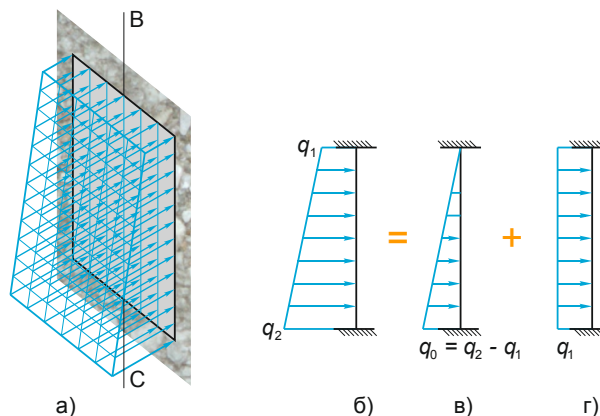 B
q₁
q₂
=
+
q₀ = q₂ - q₁
q₁
C
а)
б)
в)
г)